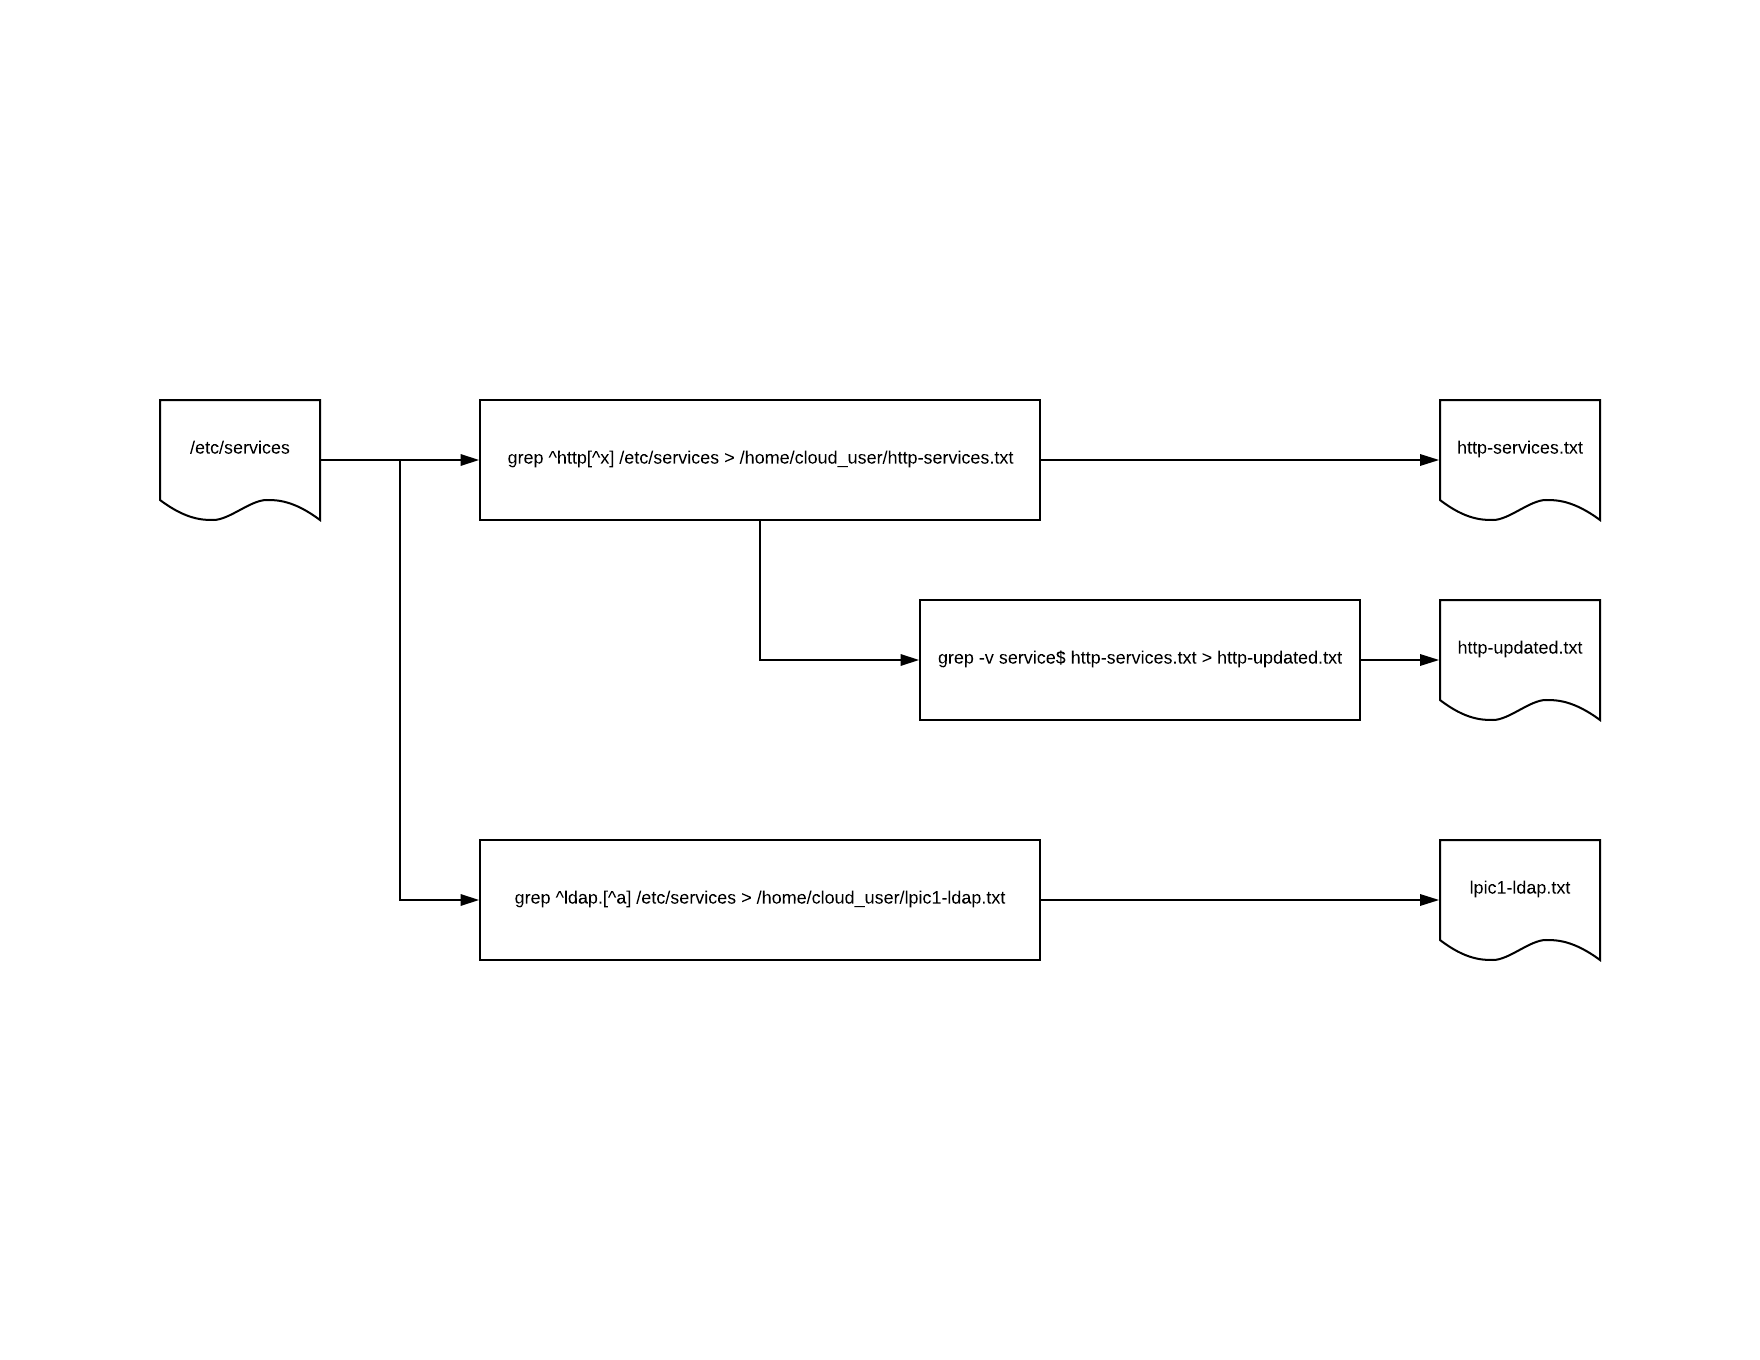 /etc/services
grep ^http[^x] /etc/services > /home/cloud_user/http-services.txt
http-services.txt
grep -v service$ http-services.txt > http-updated.txt
http-updated.txt
grep ^ldap.[^a] /etc/services > /home/cloud_user/lpic1-ldap.txt
lpic1-ldap.txt